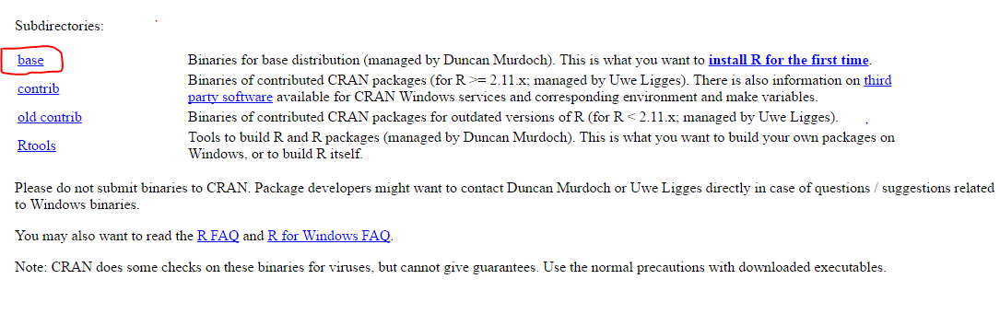 Subdirectories:
base Binaries for base distribution (managed by Duncan Murdoch). This is what you want to install R for the first time.
contrib Binaries of contributed CRAN packages (for R >= 2.11.x; managed by Uwe Ligges). There is also information on third
party software available for CRAN Windows services and corresponding environment and make variables.
old contrib Binaries of contributed CRAN packages for outdated versions of R (for R < 2.11.x; managed by Uwe Ligges).
Rtools Tools to build R and R packages (managed by Duncan Murdoch). This is what you want to build your own packages on
Windows, or to build R itself.
Please do not submit binaries to CRAN. Package developers might want to contact Duncan Murdoch or Uwe Ligges directly in case of questions / suggestions related
to Windows binaries.
You may also want to read the R FAQ and R for Windows FAQ.
Note: CRAN does some checks on these binaries for viruses, but cannot give guarantees. Use the normal precautions with downloaded executables.